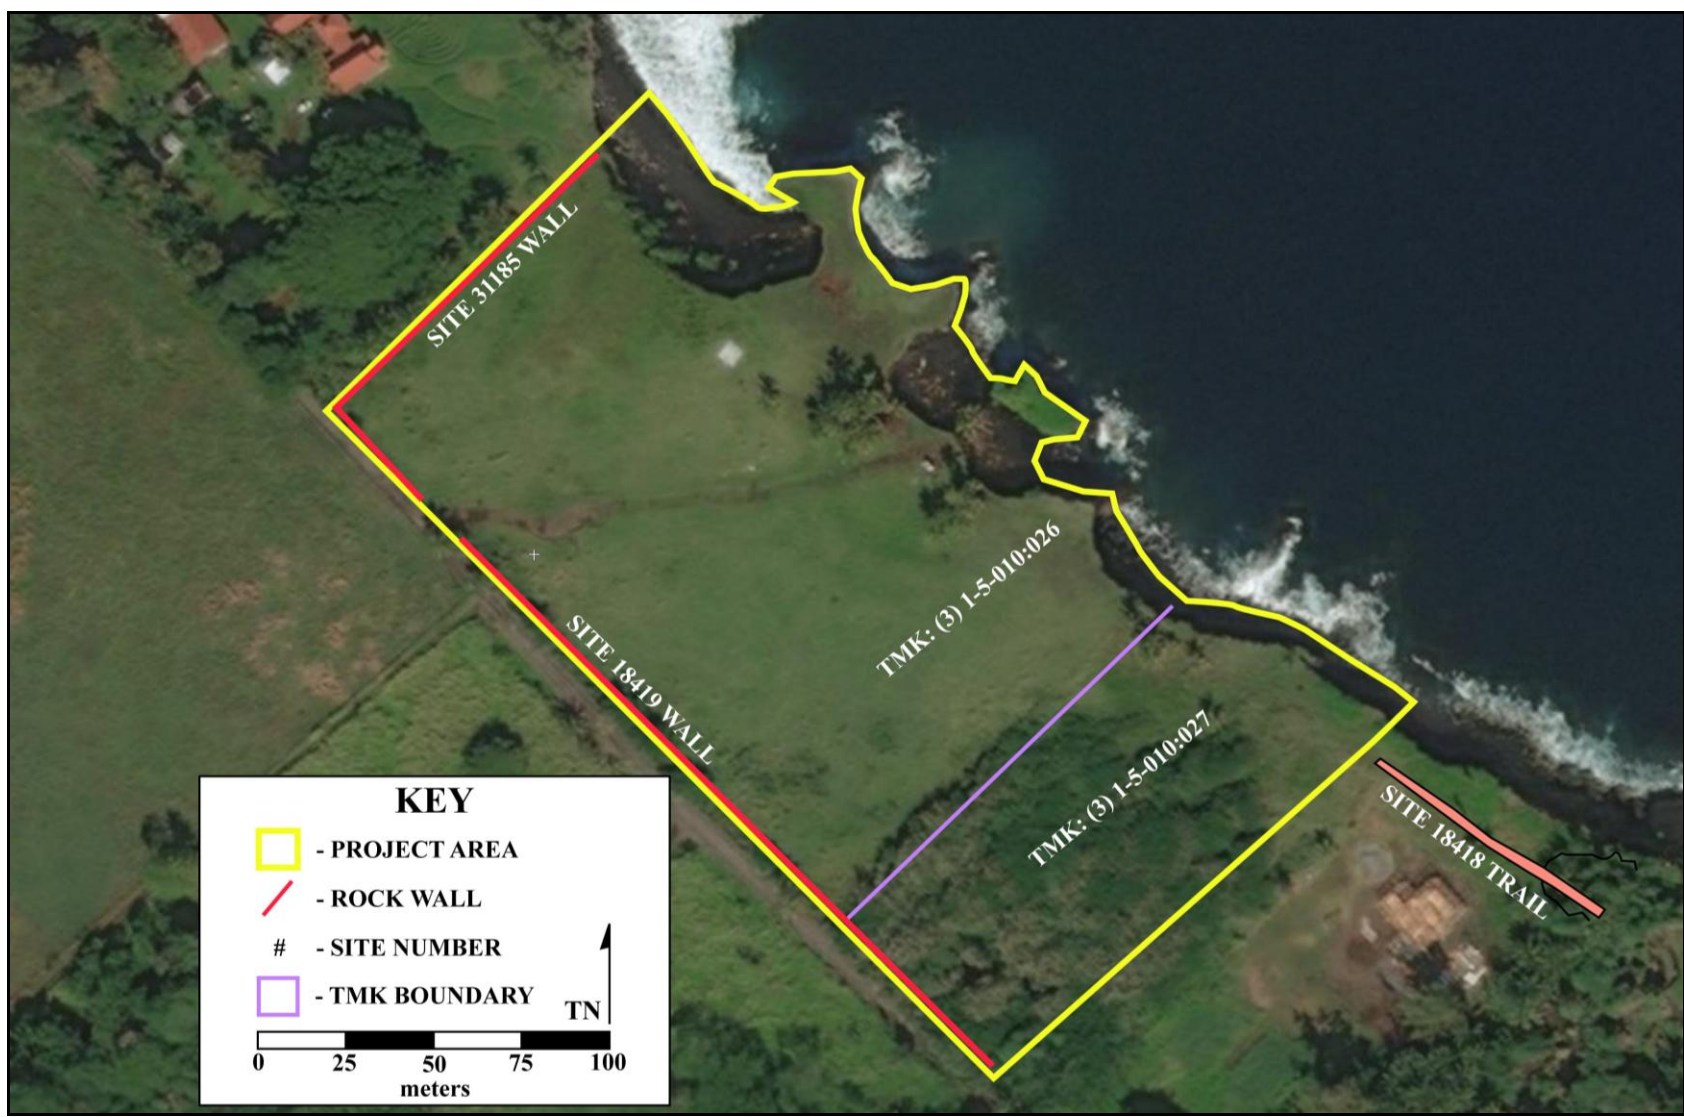 SITE 31185 WALL
TMK: (3) 1-5-010:026
SITE 18419 WALL
TMK: (3) 1-5-010:027
SITE 18418 TRAIL
KEY
- PROJECT AREA
- ROCK WALL
# - SITE NUMBER
- TMK BOUNDARY
TN
0 25 50 75 100
meters